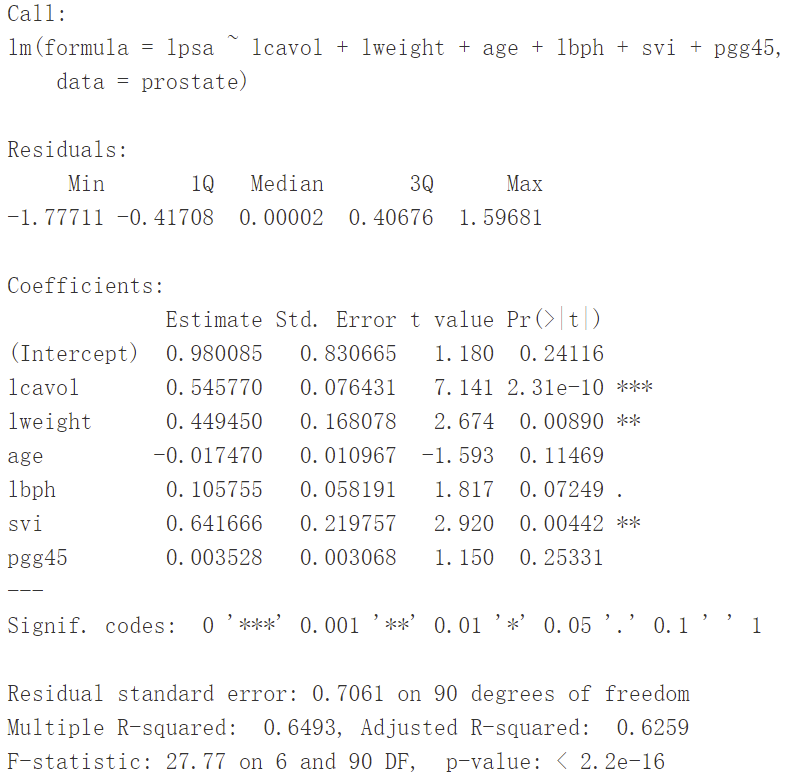 Call:
lm(formula = lpsa ~ lcavol + lweight + age + lbph + svi + pgg45,
    data = prostate)

Residuals:
     Min       1Q   Median       3Q      Max
-1.77711 -0.41708  0.00002  0.40676  1.59681

Coefficients:
             Estimate Std. Error t value Pr(>|t|)
(Intercept)  0.980085   0.830665   1.180  0.24116
lcavol       0.545770   0.076431   7.141 2.31e-10 ***
lweight      0.449450   0.168078   2.674  0.00890 **
age         -0.017470   0.010967  -1.593  0.11469
lbph         0.105755   0.058191   1.817  0.07249 .
svi          0.641666   0.219757   2.920  0.00442 **
pgg45        0.003528   0.003068   1.150  0.25331
---
Signif. codes:  0 '***' 0.001 '**' 0.01 '*' 0.05 '.' 0.1 ' ' 1

Residual standard error: 0.7061 on 90 degrees of freedom
Multiple R-squared:  0.6493, Adjusted R-squared:  0.6259
F-statistic: 27.77 on 6 and 90 DF,  p-value: < 2.2e-16